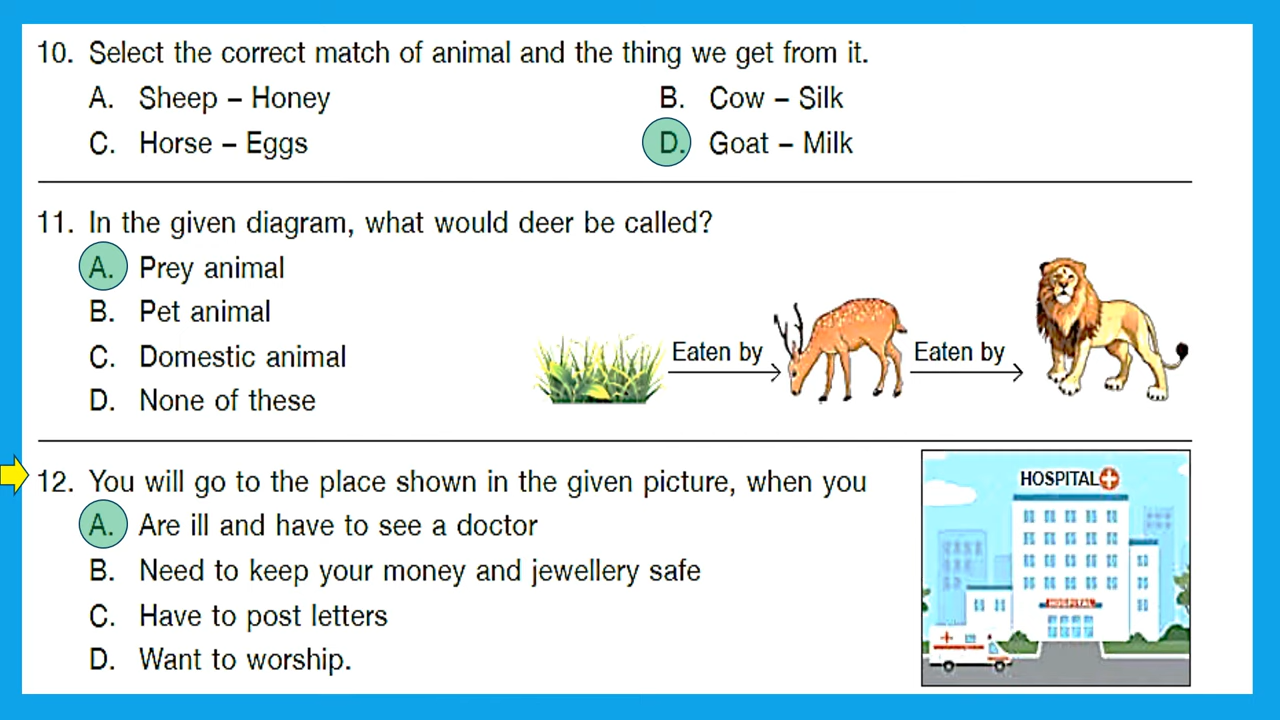 10. Select the correct match of animal and the thing we get from it.
A. Sheep – Honey B. Cow – Silk
C. Horse – Eggs D. Goat – Milk
11. In the given diagram, what would deer be called?
A. Prey animal
B. Pet animal
C. Domestic animal
D. None of these
Eaten by Eaten by
12. You will go to the place shown in the given picture, when you
A. Are ill and have to see a doctor
B. Need to keep your money and jewellery safe
C. Have to post letters
D. Want to worship.
HOSPITAL
HOSPITAL